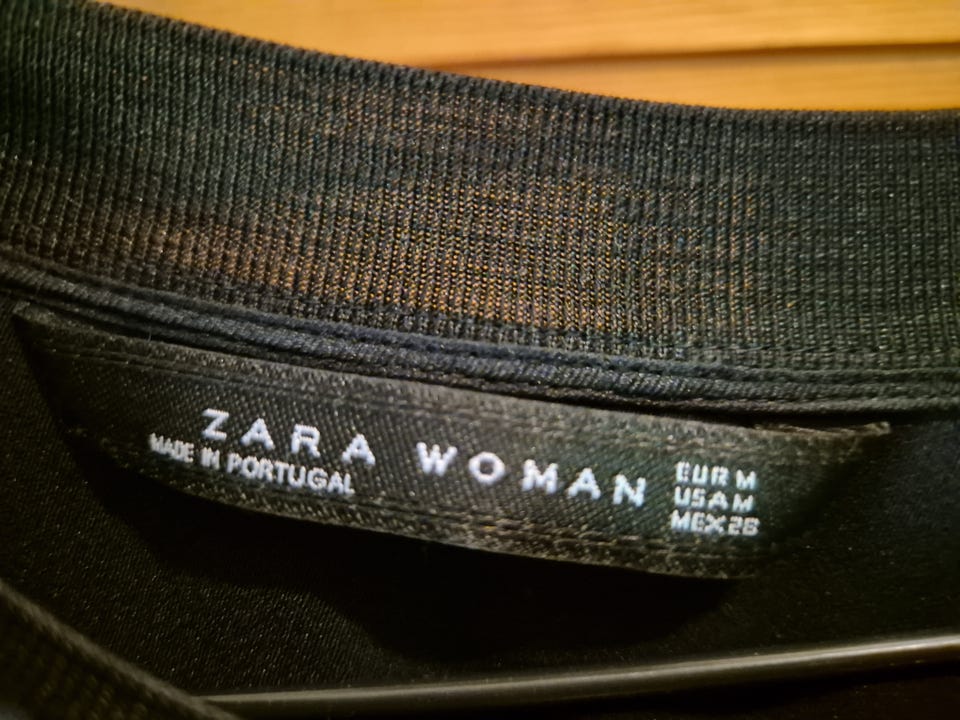 ZARA WOMAN
MADE IN PORTUGAL
EUR M
USA M
MEX 28